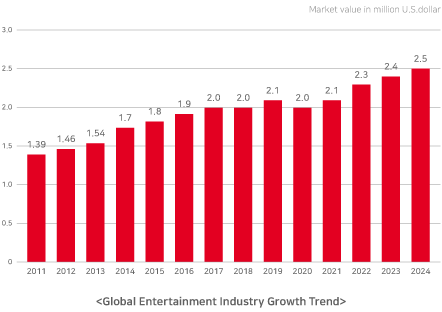 Market value in million U.S.dollar
3.0
2.5
2.0
1.5
1.0
0.5
0
1.39 1.46 1.54 1.7 1.8 1.9 2.0 2.0 2.1 2.0 2.1 2.3 2.4 2.5
2011 2012 2013 2014 2015 2016 2017 2018 2019 2020 2021 2022 2023 2024
<Global Entertainment Industry Growth Trend>